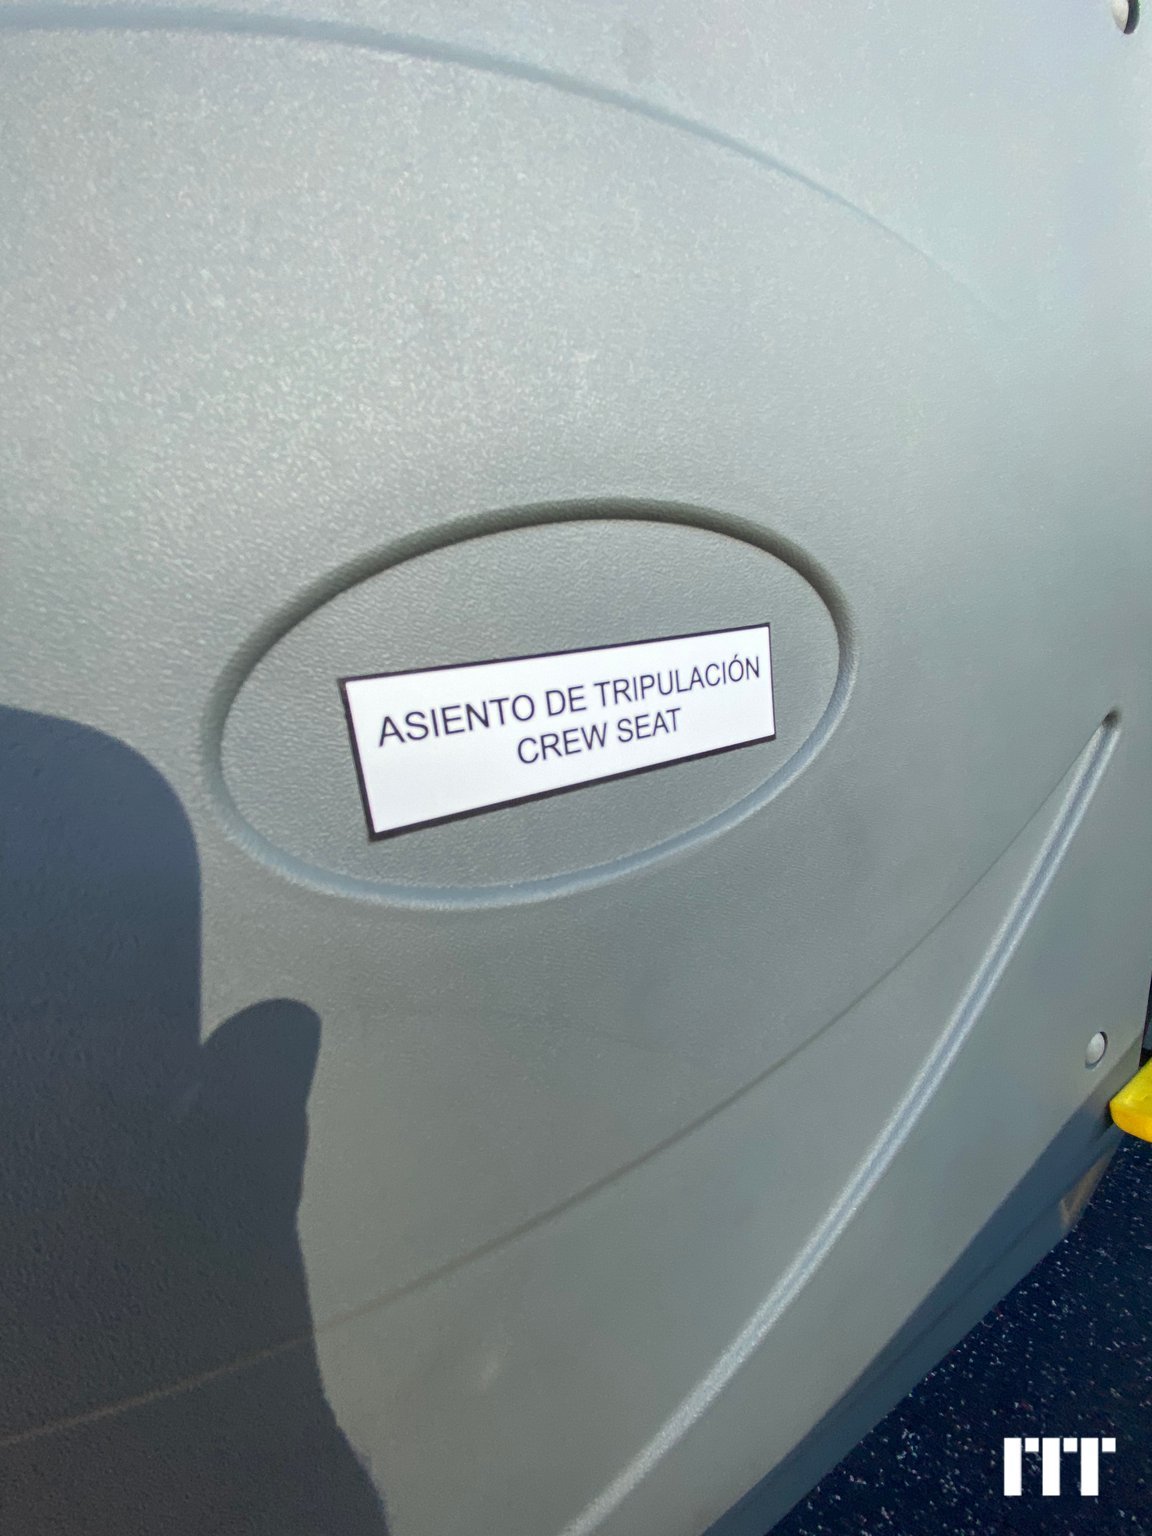 ASIENTO DE TRIPULACIÓN
CREW SEAT